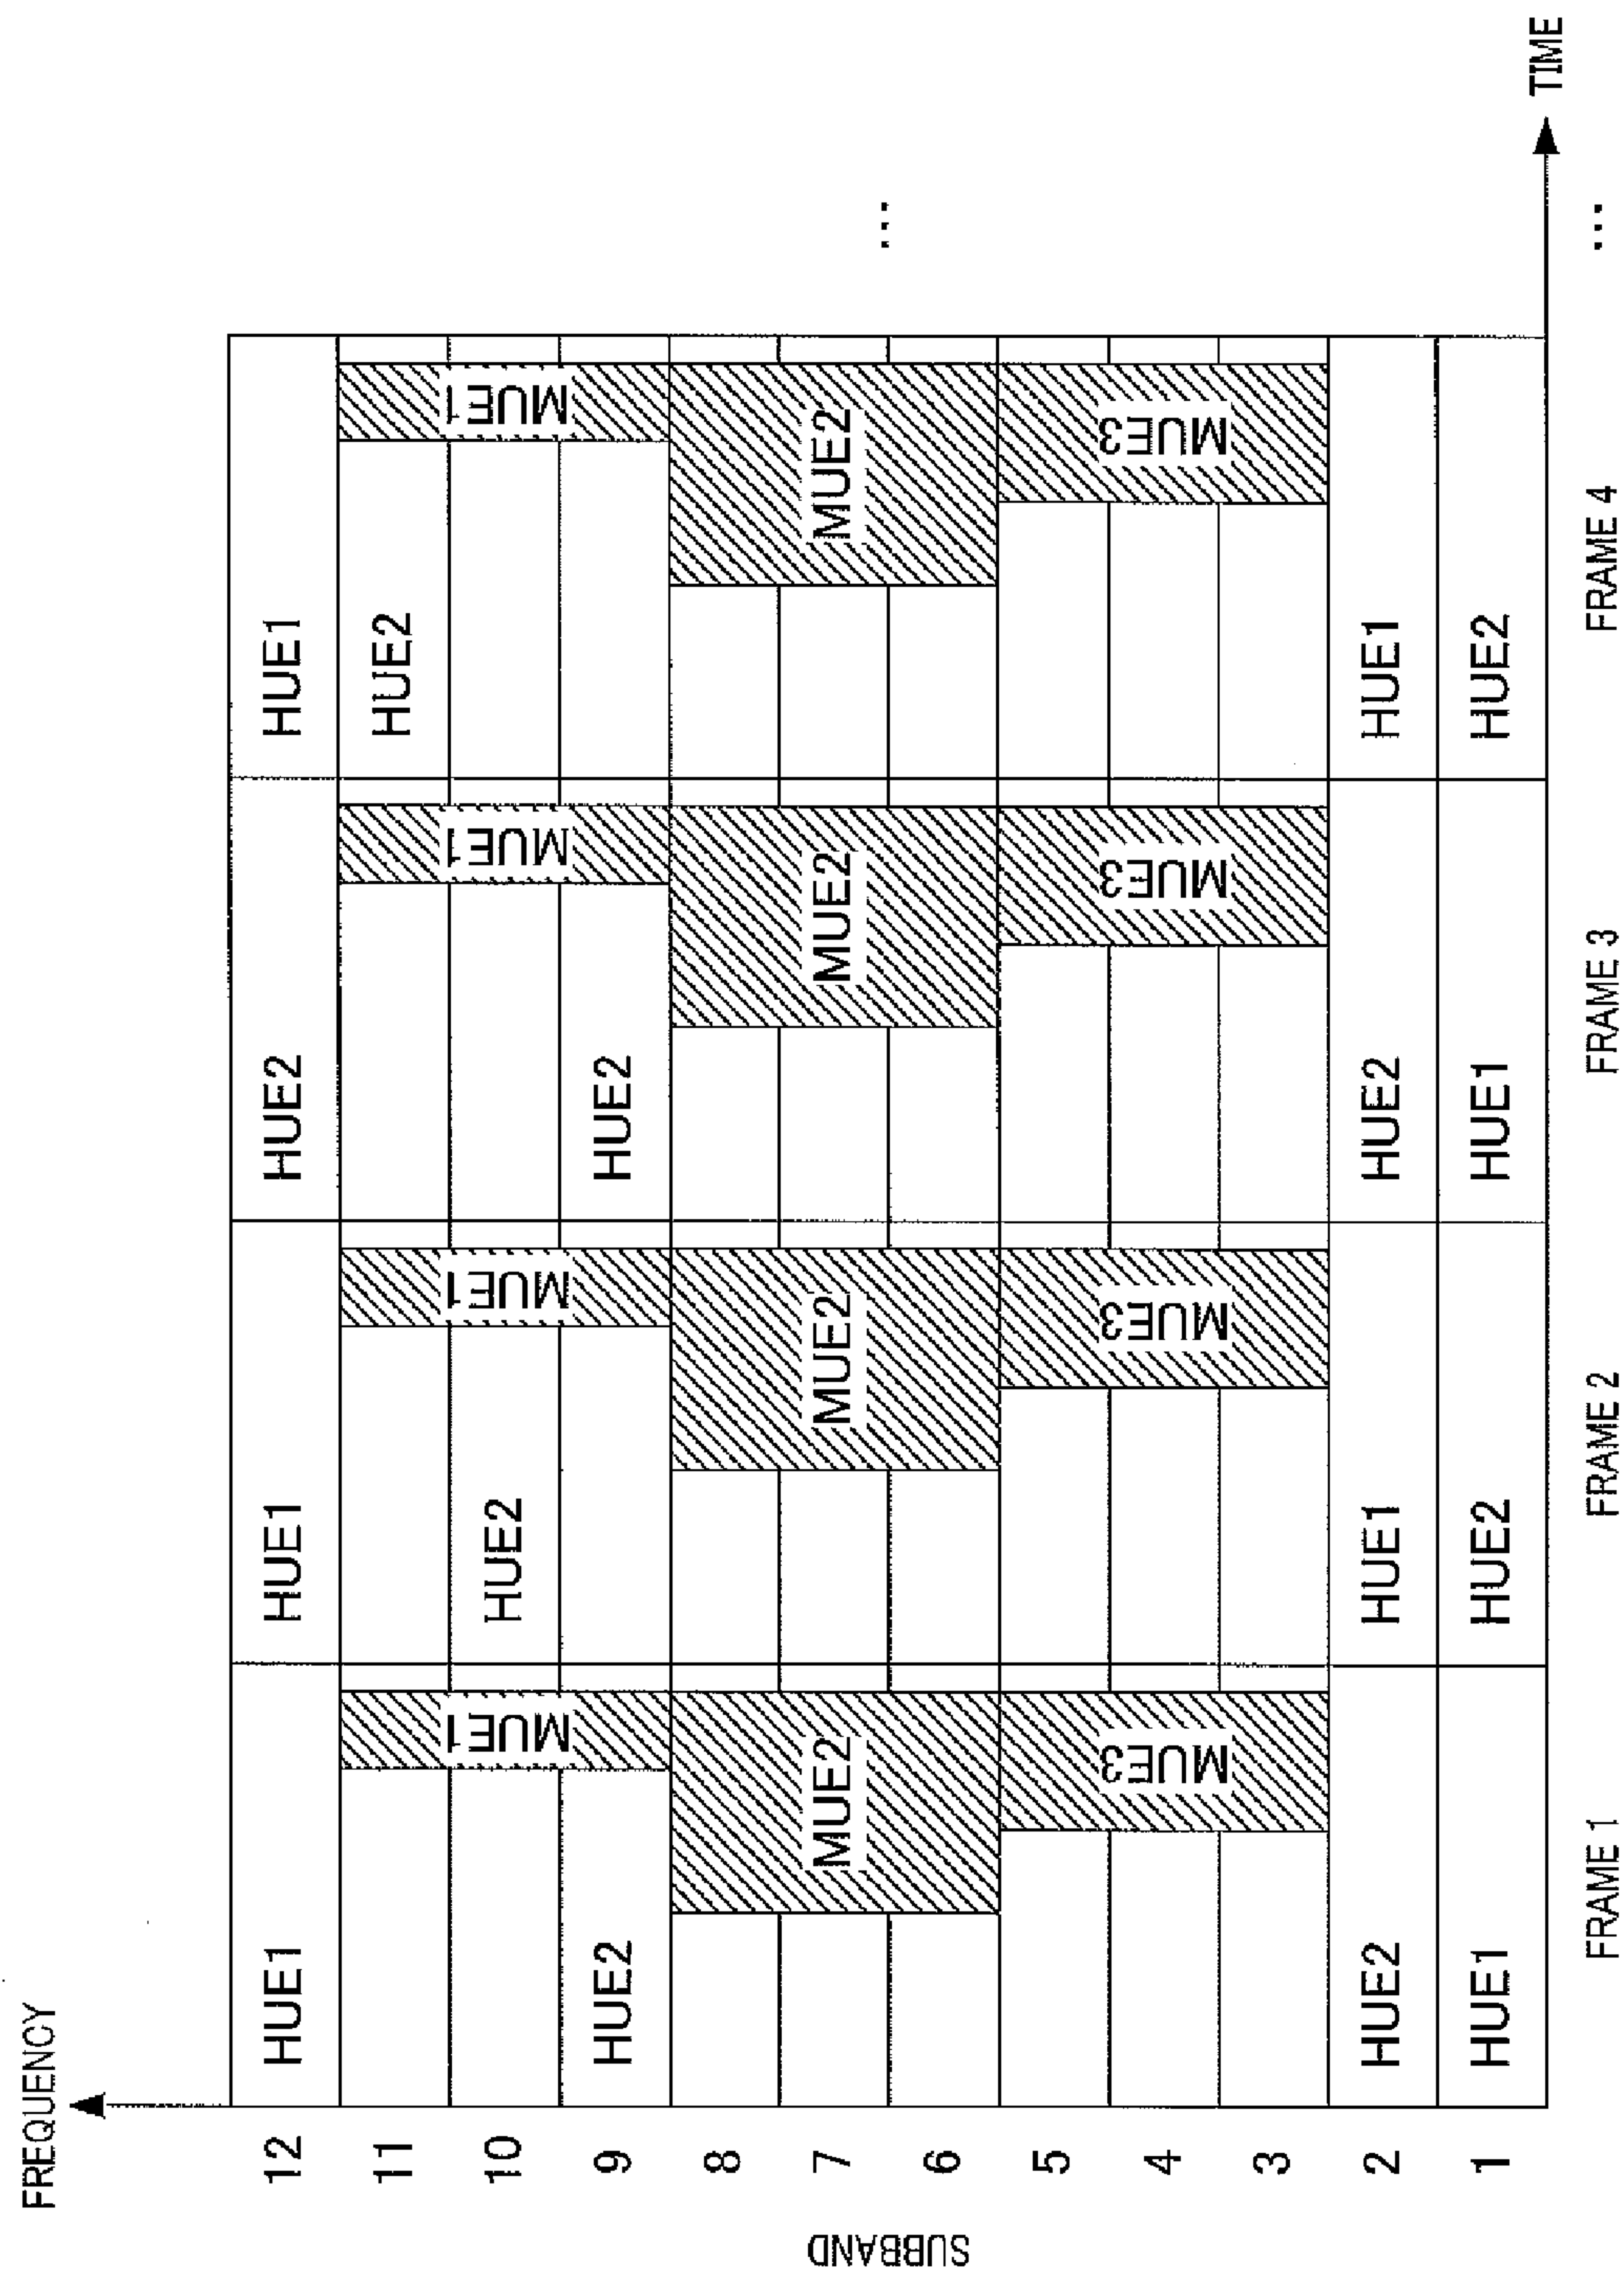 FREQUENCY
SUBBAND
12 HUE1 HUE1 HUE2 HUE1
11 HUE2
10 MUE1 HUE2 MUE1 MUE1 MUE1
9 HUE2 HUE2
8
7 MUE2 MUE2 MUE2 MUE2 ...
6
5
4 MUE3 MUE3 MUE3 MUE3
3
2 HUE2 HUE1 HUE2 HUE1
1 HUE1 HUE2 HUE1 HUE2
TIME
FRAME 1 FRAME 2 FRAME 3 FRAME 4 ...